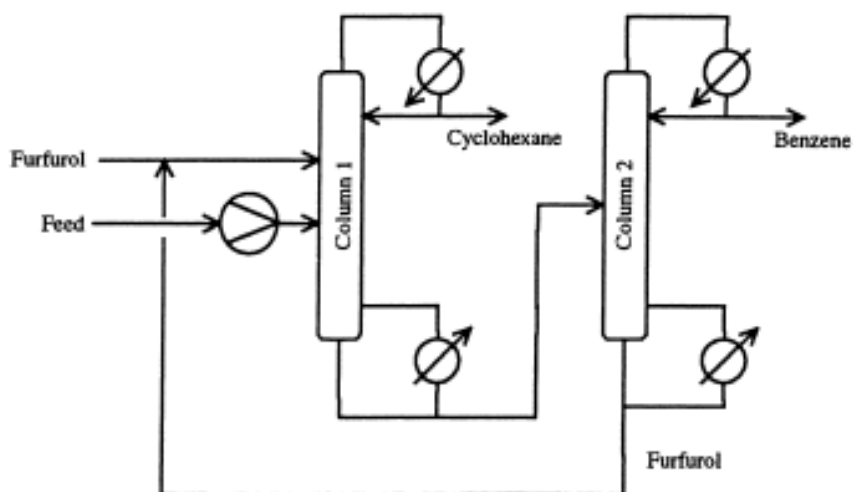 Cyclohexane
Benzene
Furfurol
Feed
Column 1
Column 2
Furfurol